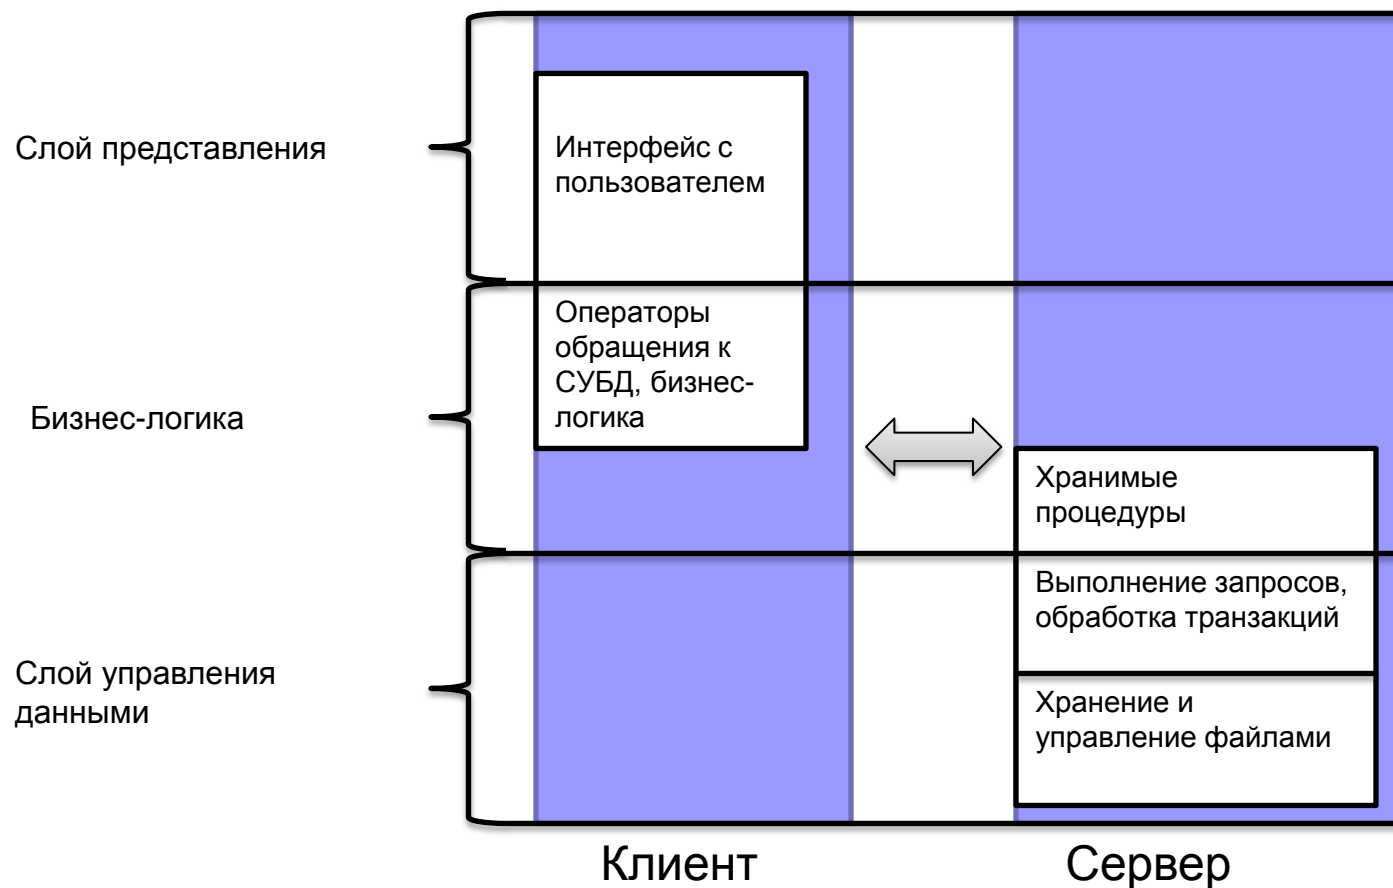 Слой представления
Интерфейс с
пользователем
Бизнес-логика
Операторы
обращения к
СУБД, бизнес-
логика
Хранимые
процедуры
Слой управления
данными
Выполнение запросов,
обработка транзакций
Хранение и
управление файлами
Клиент
Сервер